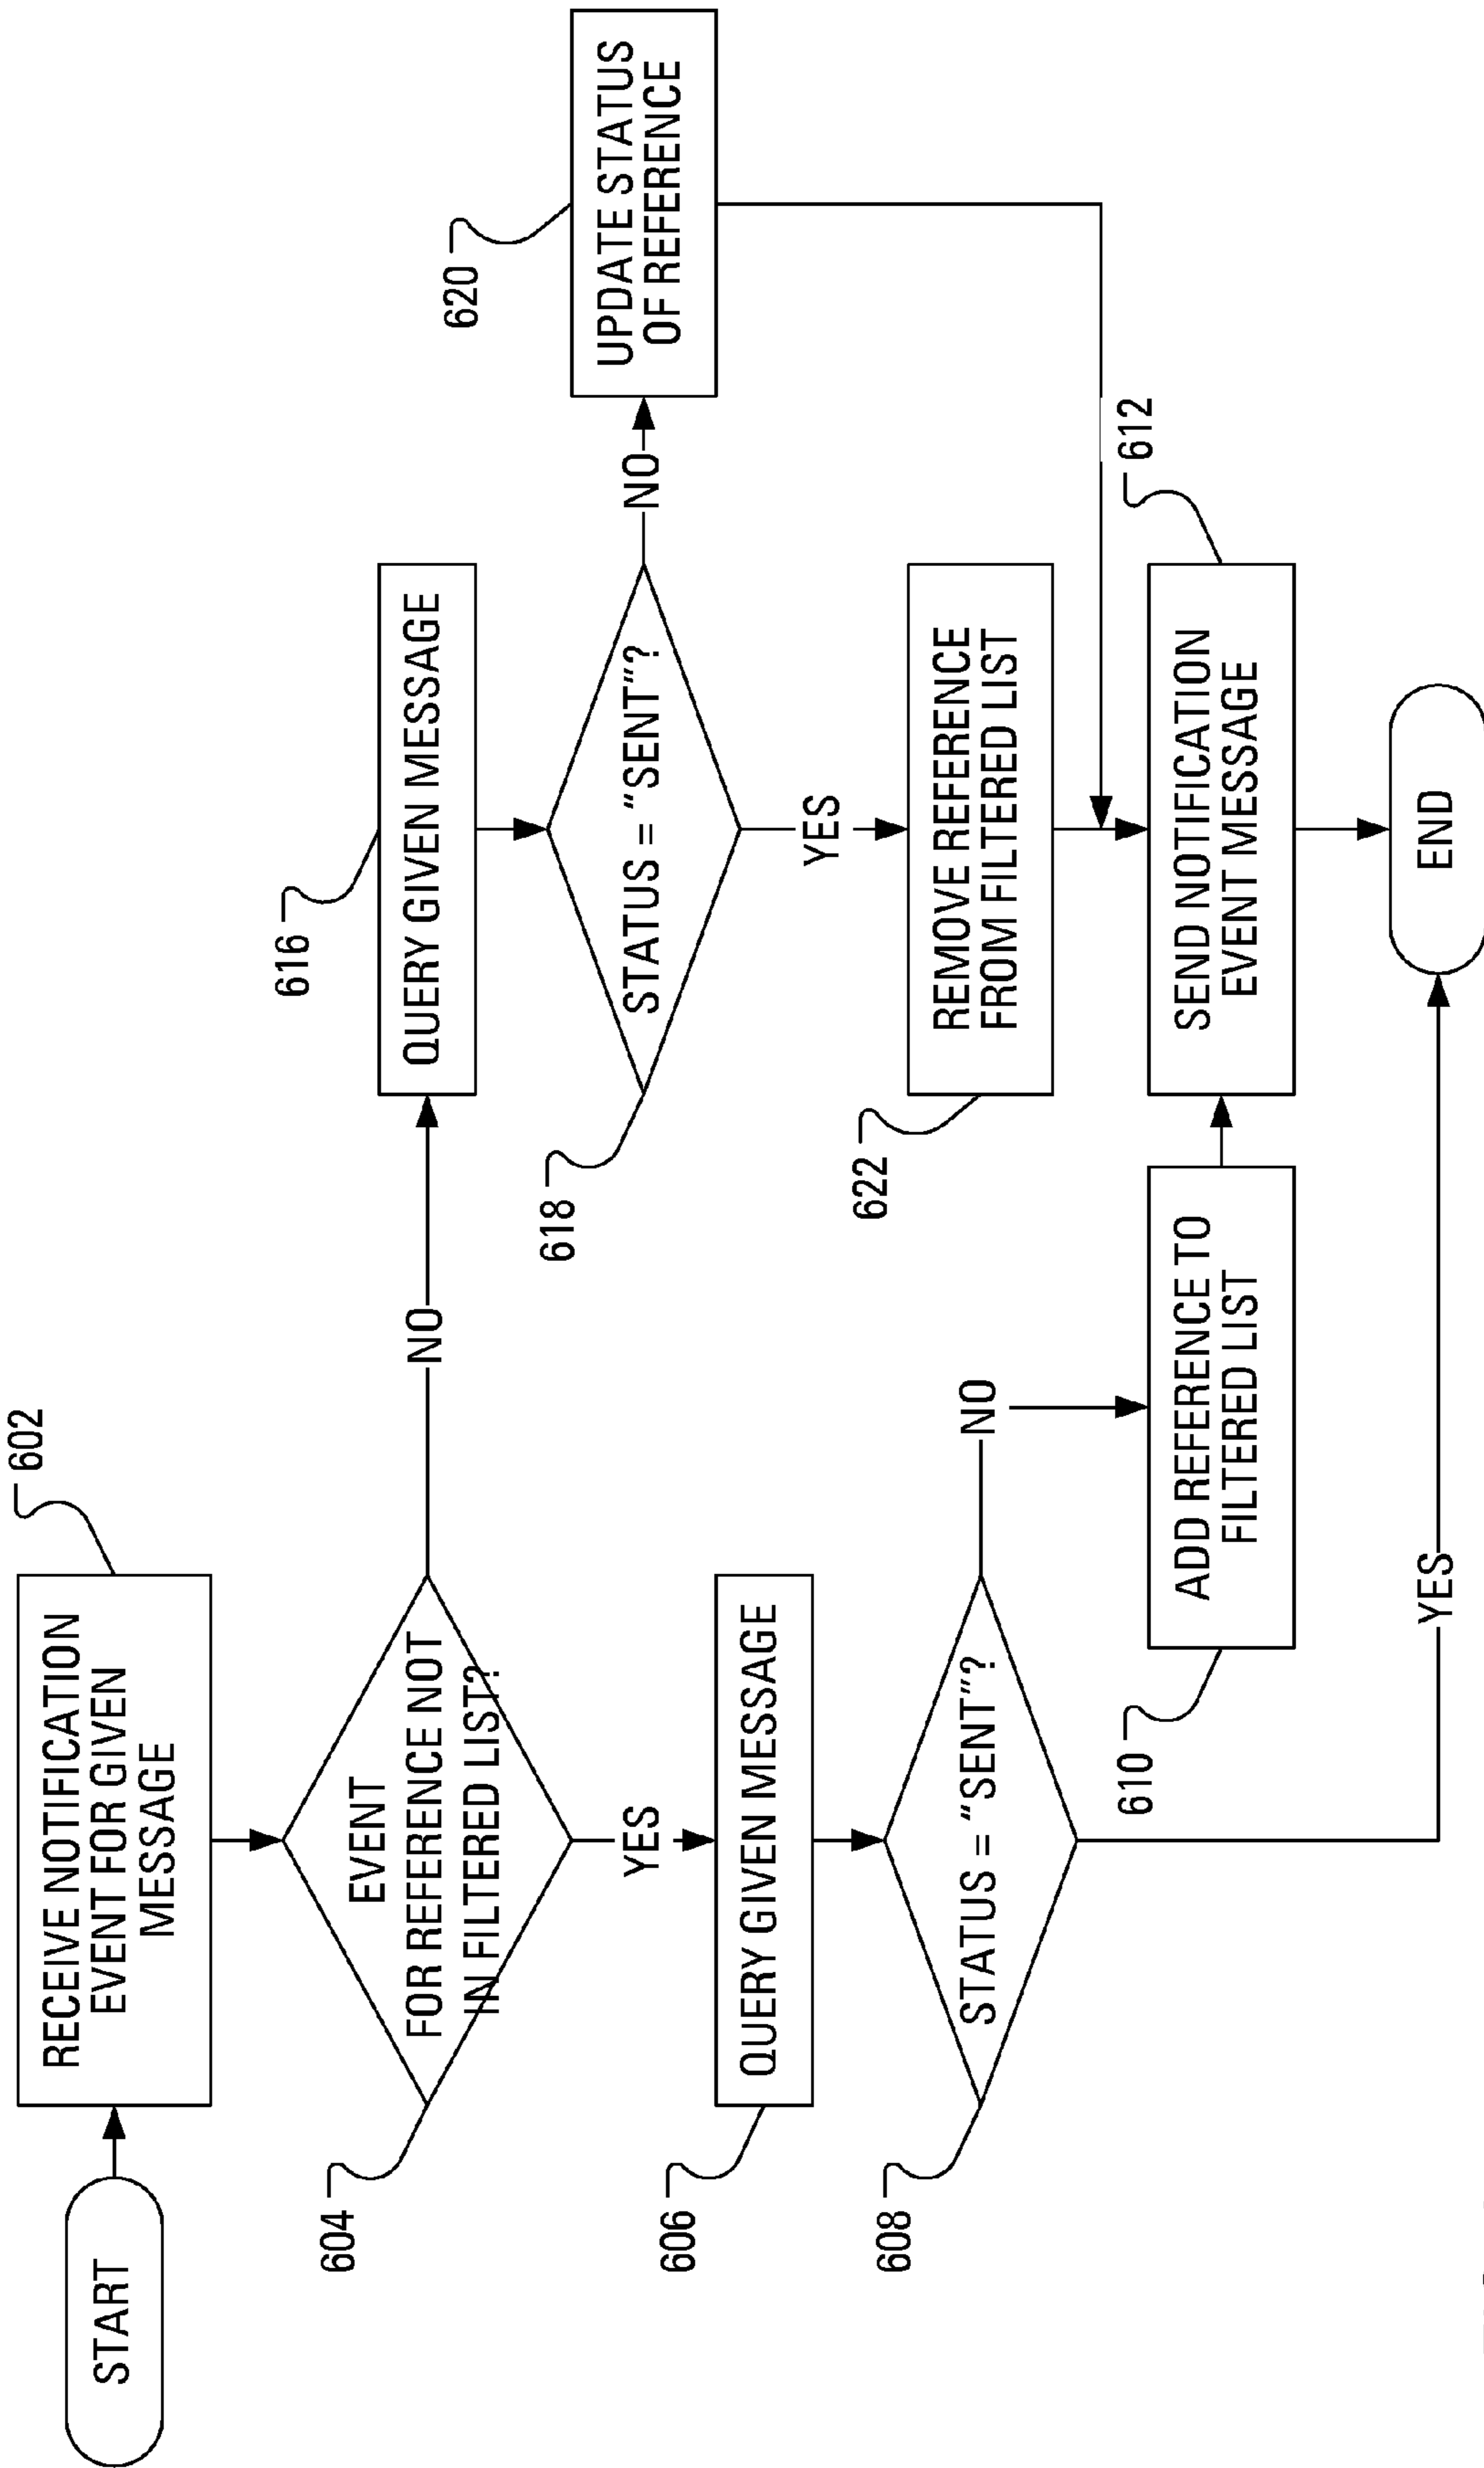 START
602
RECEIVE NOTIFICATION
EVENT FOR GIVEN
MESSAGE
604
EVENT
FOR REFERENCE NOT
IN FILTERED LIST?
NO
YES
616
QUERY GIVEN MESSAGE
618
STATUS = "SENT"?
NO
620
UPDATE STATUS
OF REFERENCE
YES
606
QUERY GIVEN MESSAGE
608
STATUS = "SENT"?
NO
622
REMOVE REFERENCE
FROM FILTERED LIST
610
ADD REFERENCE TO
FILTERED LIST
612
SEND NOTIFICATION
EVENT MESSAGE
YES
END